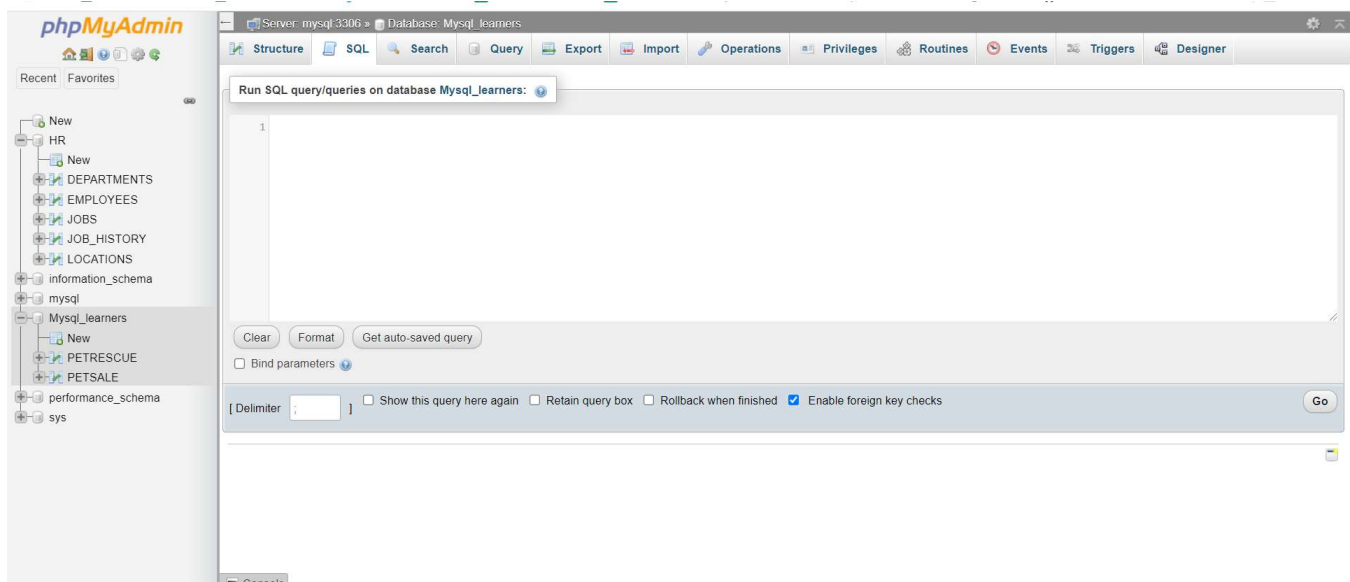 phpMyAdmin
Recent Favorites
New
HR
New
DEPARTMENTS
EMPLOYEES
JOBS
JOB_HISTORY
LOCATIONS
information_schema
mysql
Mysql_learners
New
PETRESCUE
PETSALE
performance_schema
sys
Server: mysql:3306 » Database: Mysql_learners
Structure SQL Search Query Export Import Operations Privileges Routines Events Triggers Designer
Run SQL query/queries on database Mysql_learners:
1
Clear Format Get auto-saved query
Bind parameters
[ Delimiter ; ] Show this query here again Retain query box Rollback when finished Enable foreign key checks Go
Console